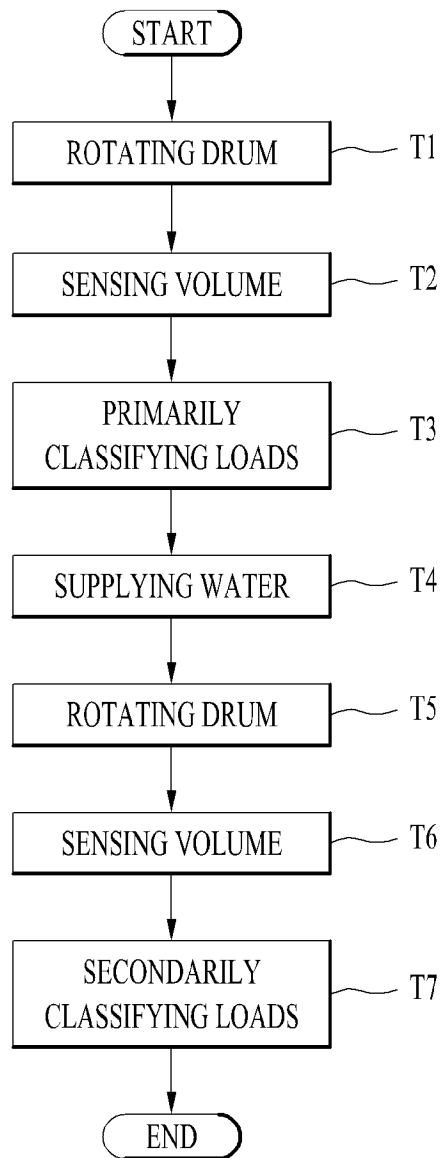 START
ROTATING DRUM
T1
SENSING VOLUME
T2
PRIMARILY
CLASSIFYING LOADS
T3
SUPPLYING WATER
T4
ROTATING DRUM
T5
SENSING VOLUME
T6
SECONDARILY
CLASSIFYING LOADS
T7
END